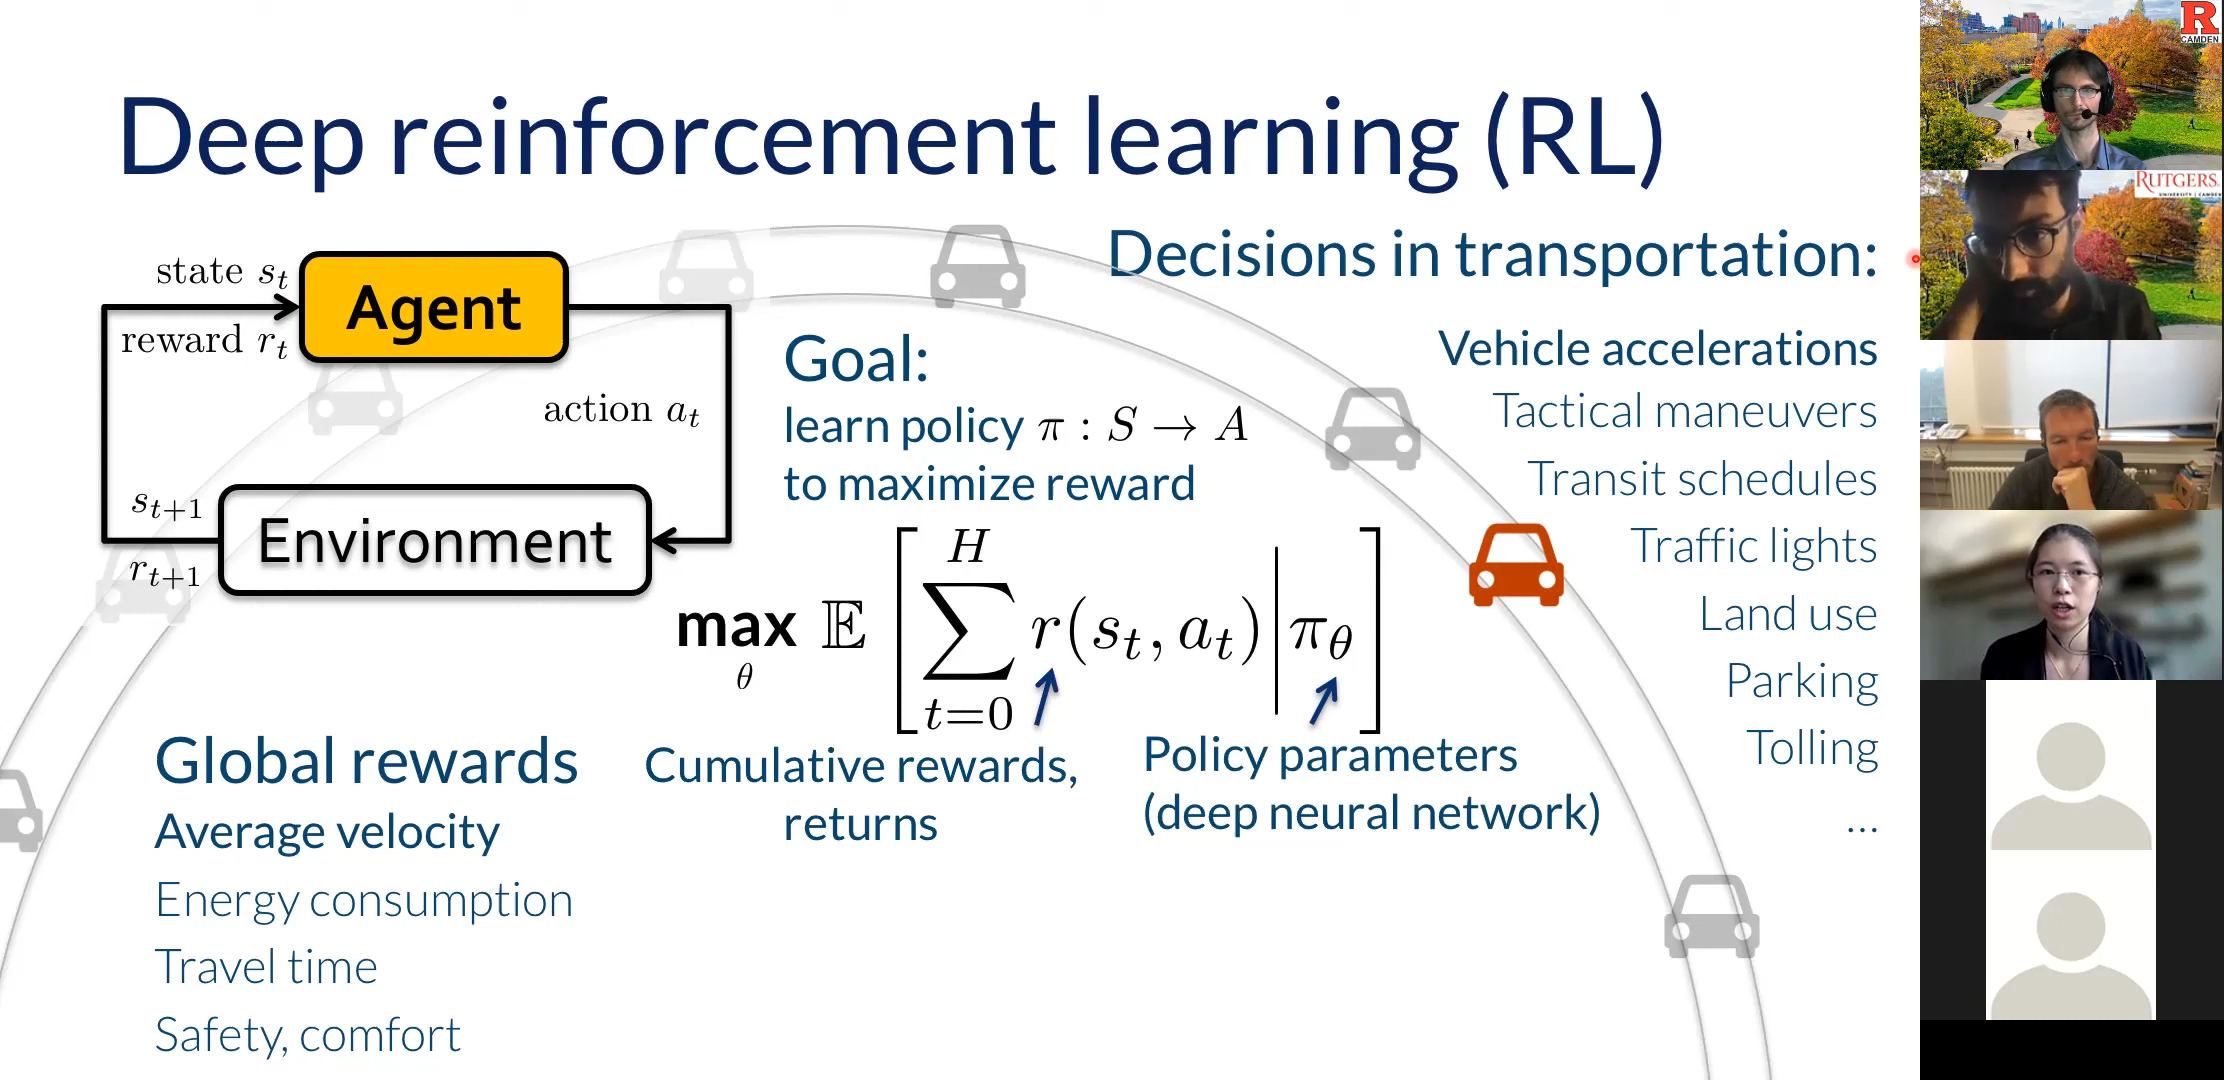 Deep reinforcement learning (RL)
state s_t
reward r_t
Agent
action a_t
s_{t+1}
r_{t+1}
Environment
Goal:
learn policy π : S → A
to maximize reward
max_θ 𝔼 [ ∑_{t=0}^{H} r(s_t, a_t) | π_θ ]
Cumulative rewards,
returns
Policy parameters
(deep neural network)
Global rewards
Average velocity
Energy consumption
Travel time
Safety, comfort
Decisions in transportation:
Vehicle accelerations
Tactical maneuvers
Transit schedules
Traffic lights
Land use
Parking
Tolling
...
R
CAMDEN
RUTGERS
UNIVERSITY | CAMDEN